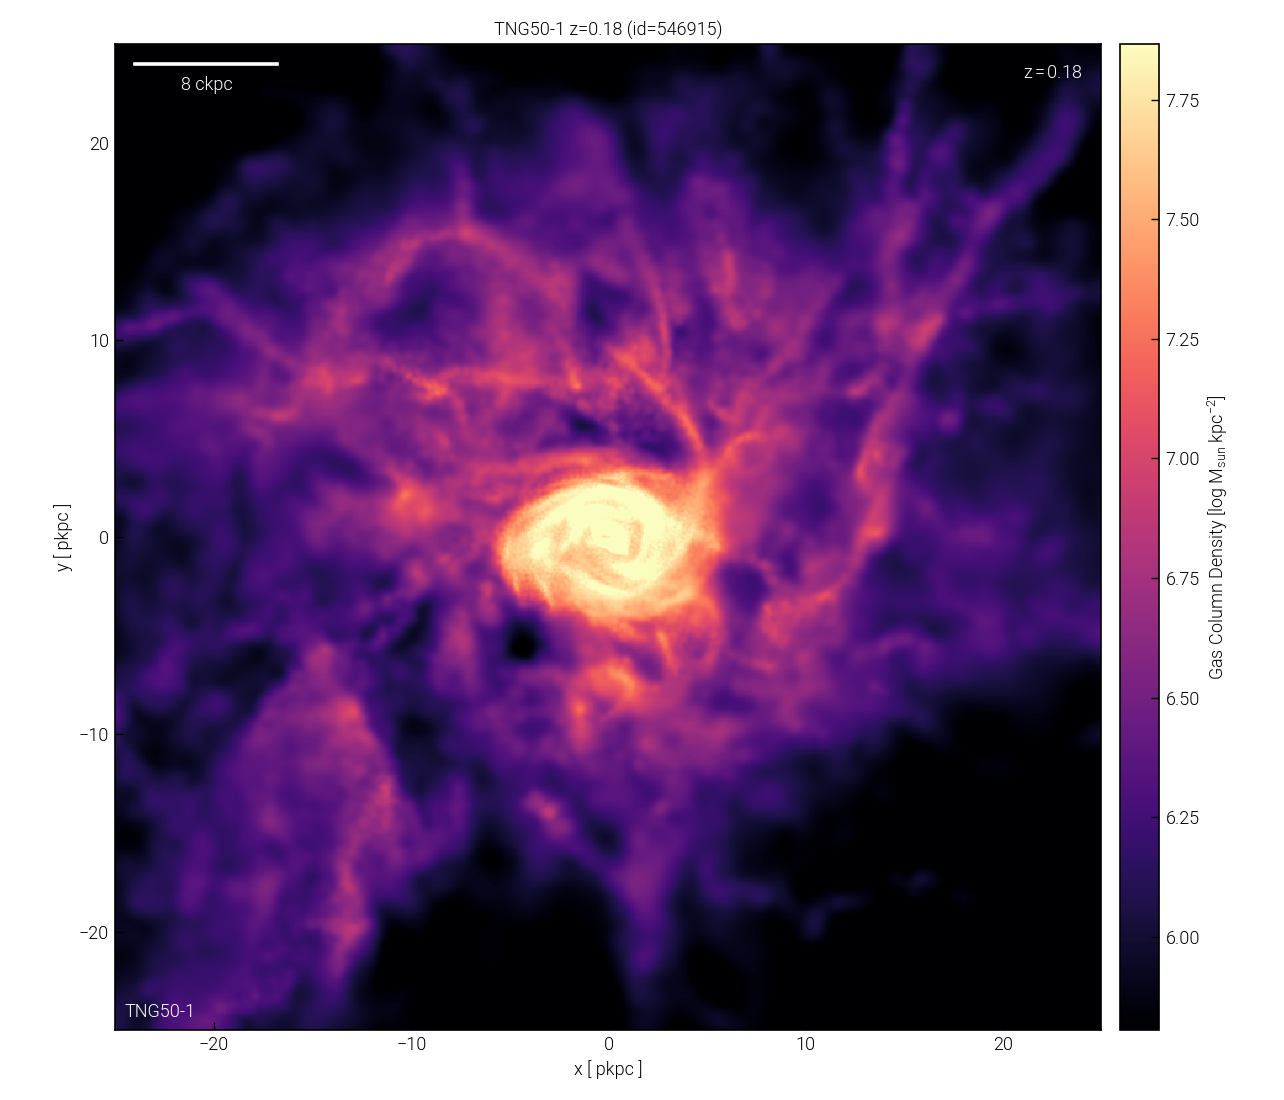 TNG50-1 z=0.18 (id=546915)
8 ckpc
z=0.18
TNG50-1
20
10
0
−10
−20
y [ pkpc ]
−20
−10
0
10
20
x [ pkpc ]
7.75
7.50
7.25
7.00
6.75
6.50
6.25
6.00
Gas Column Density [log M_sun kpc^−2]